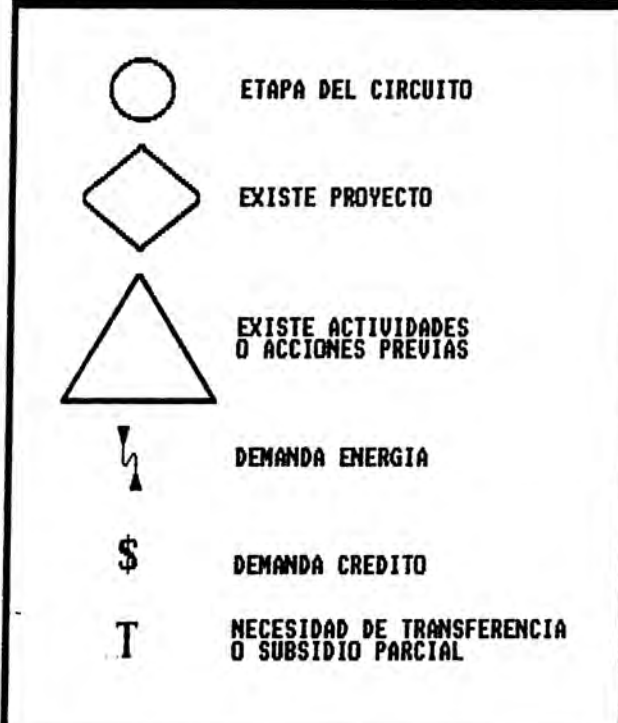 ETAPA DEL CIRCUITO
EXISTE PROYECTO
EXISTE ACTIVIDADES
O ACCIONES PREVIAS
DEMANDA ENERGIA
$ DEMANDA CREDITO
T NECESIDAD DE TRANSFERENCIA
O SUBSIDIO PARCIAL